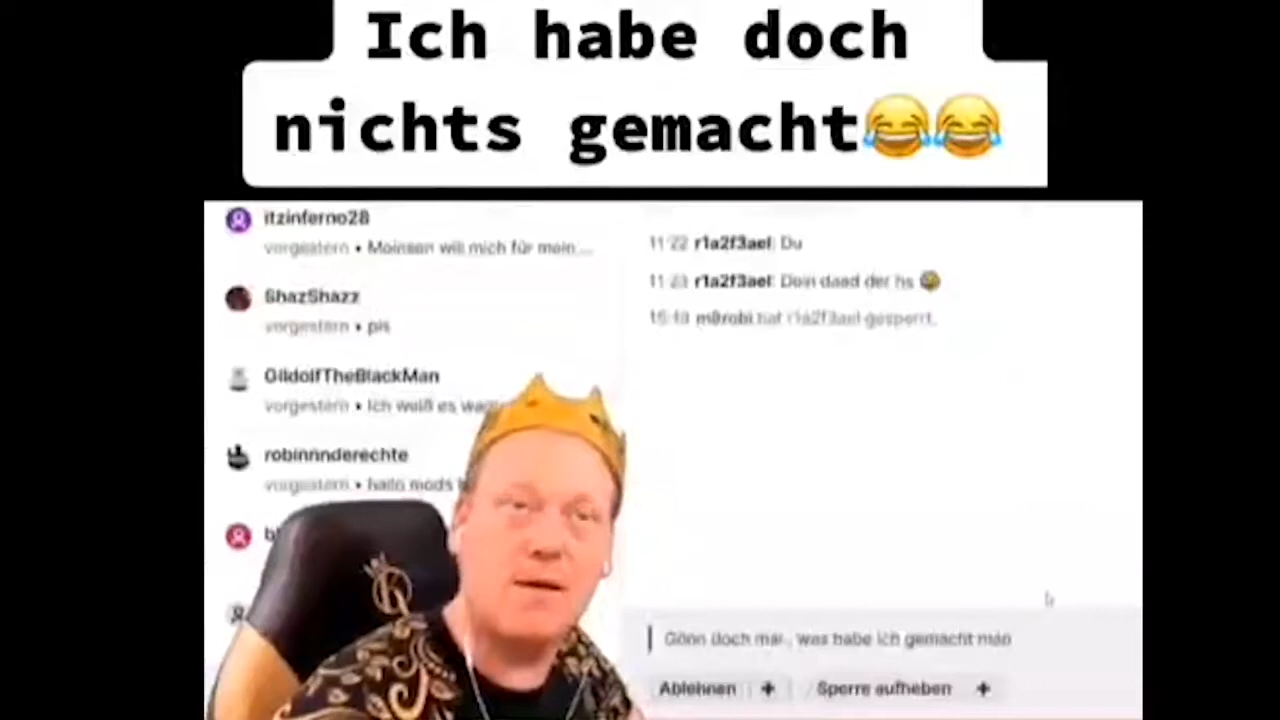 Ich habe doch
nichts gemacht😂😂
itzinferno28
vorgestern • Moinsen will mich für mein...
ShazShazz
vorgestern • pls
GildolfTheBlackMan
vorgestern • Ich weiß es war
robinnnderechte
vorgestern • hallo mods
11:22 r1a2f3ael: Du
11:23 r1a2f3ael: Dein daad der hs
m0robi hat r1a2f3ael gesperrt.
Gönn doch mal, was habe ich gemacht man
Ablehnen + Sperre aufheben +